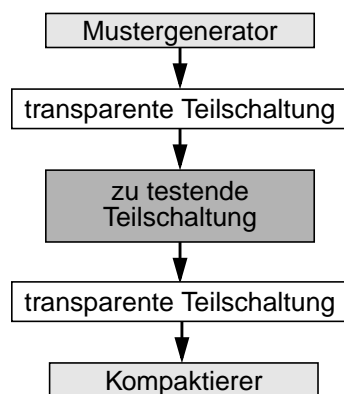 Mustergenerator
transparente Teilschaltung
zu testende
Teilschaltung
transparente Teilschaltung
Kompaktierer